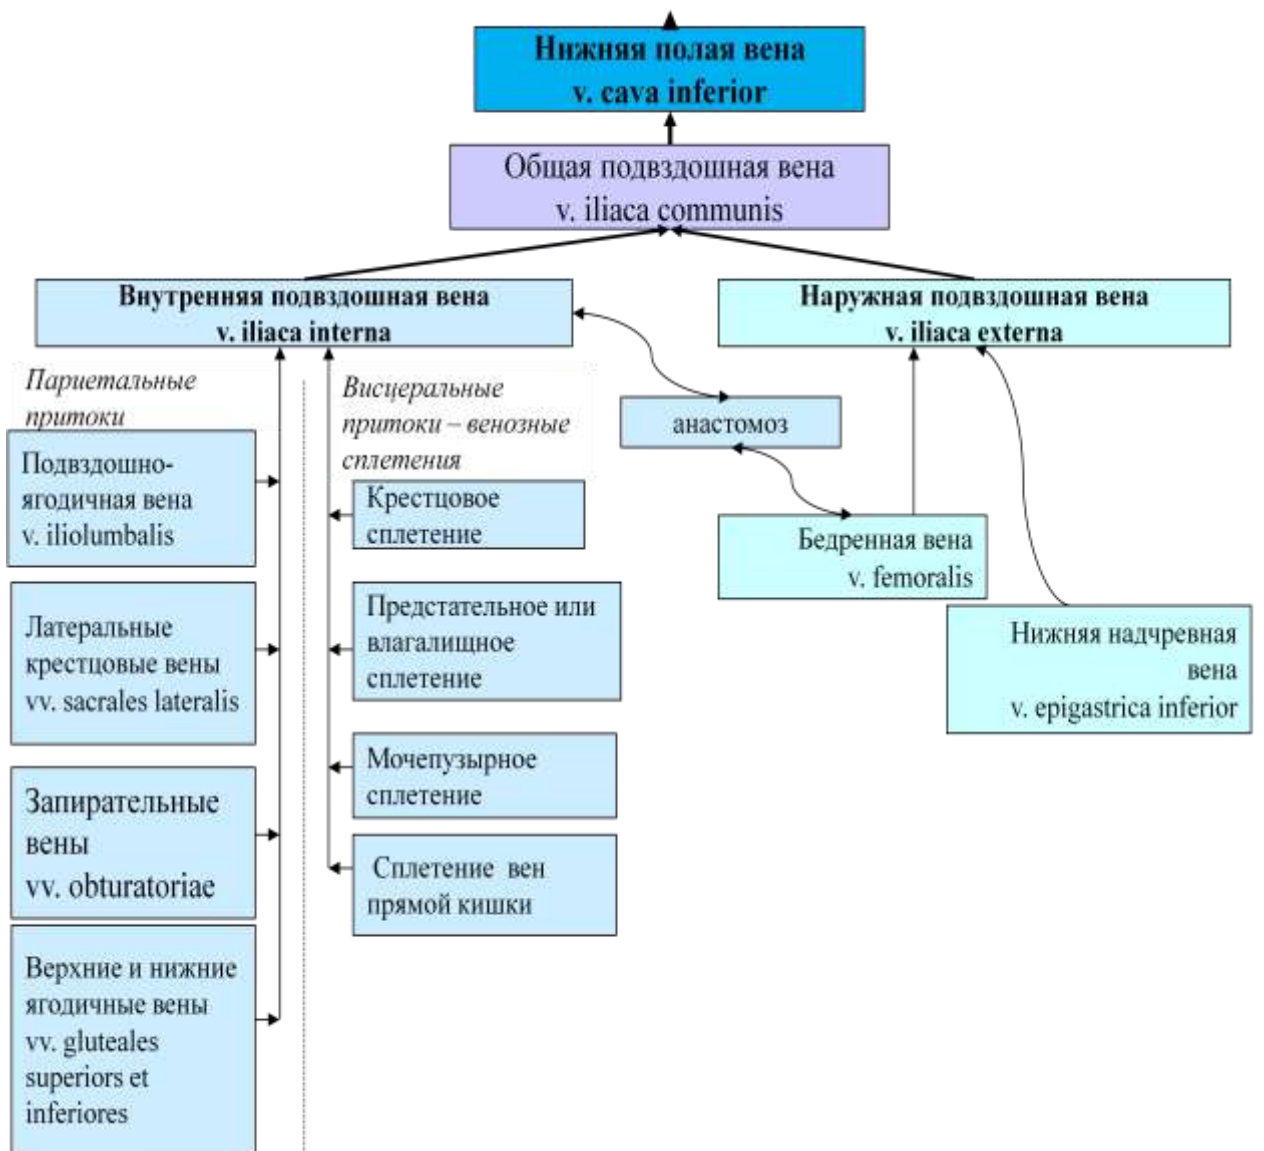 Нижняя полая вена
v. cava inferior
Общая подвздошная вена
v. iliaca communis
Внутренняя подвздошная вена
v. iliaca interna
Наружная подвздошная вена
v. iliaca externa
Париетальные
притоки
Висцеральные
притоки – венозные
сплетения
анастомоз
Подвздошно-
ягодичная вена
v. iliolumbalis
Крестцовое
сплетение
Бедренная вена
v. femoralis
Латеральные
крестцовые вены
vv. sacrales lateralis
Предстательное или
влагалищное
сплетение
Нижняя надчревная
вена
v. epigastrica inferior
Запирательные
вены
vv. obturatoriae
Мочепузырное
сплетение
Сплетение вен
прямой кишки
Верхние и нижние
ягодичные вены
vv. gluteales
superiors et
inferiores